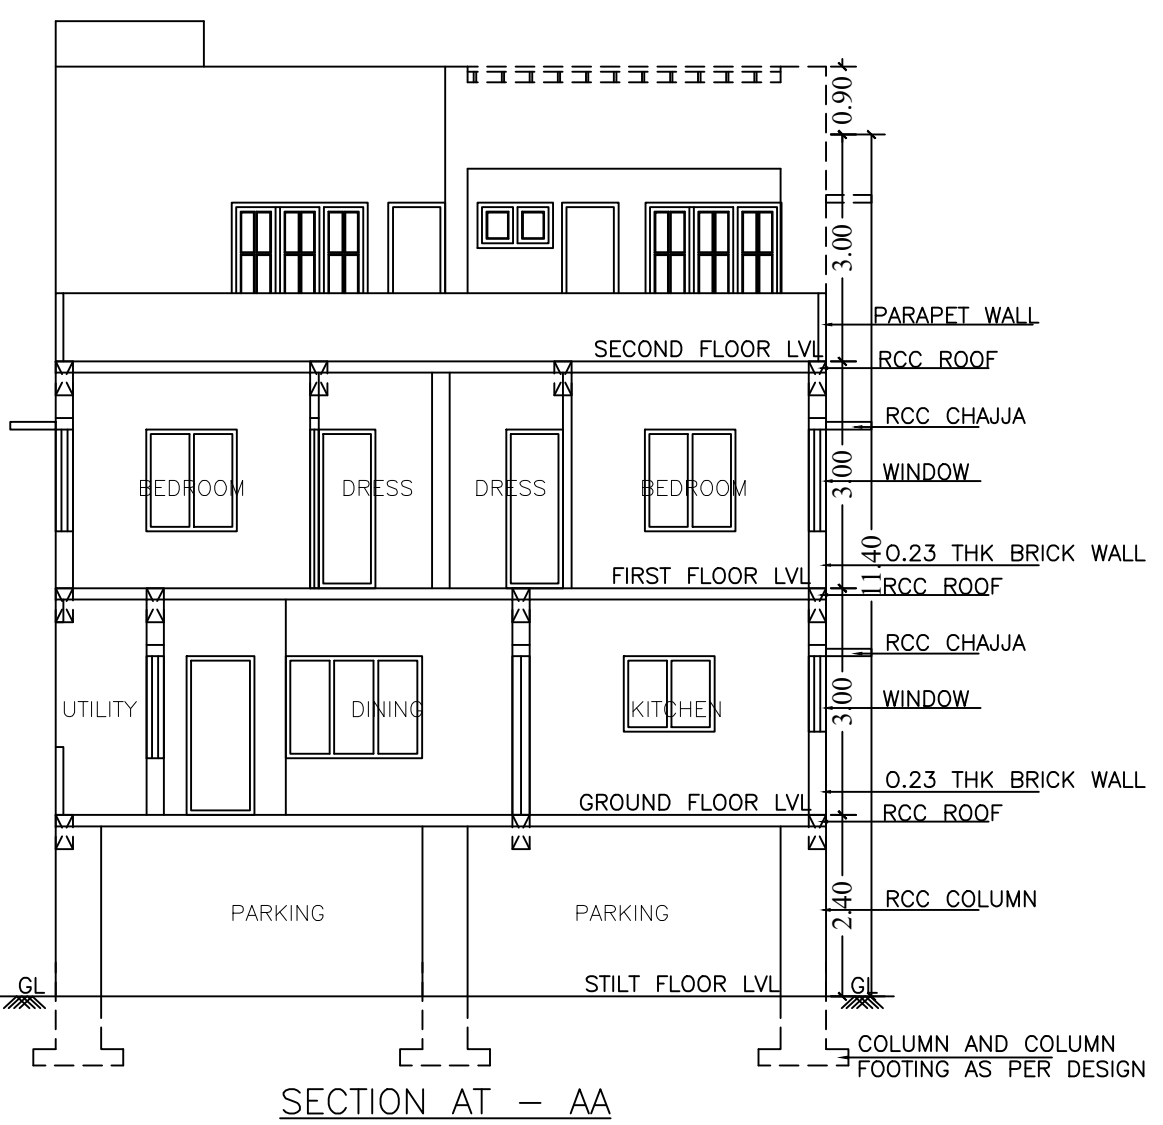 0.90
3.00
PARAPET WALL
SECOND FLOOR LVL
RCC ROOF
RCC CHAJJA
3.00
WINDOW
BEDROOM DRESS DRESS BEDROOM
11.40
0.23 THK BRICK WALL
FIRST FLOOR LVL
RCC ROOF
RCC CHAJJA
3.00
WINDOW
UTILITY DINING KITCHEN
0.23 THK BRICK WALL
GROUND FLOOR LVL
RCC ROOF
2.40
RCC COLUMN
PARKING PARKING
GL STILT FLOOR LVL GL
COLUMN AND COLUMN
FOOTING AS PER DESIGN
SECTION AT - AA